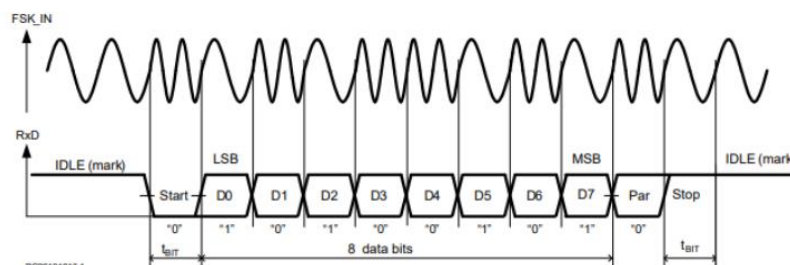 FSK_IN
RxD
IDLE (mark) LSB MSB IDLE (mark
Start D0 D1 D2 D3 D4 D5 D6 D7 Par Stop
"0" "1" "0" "1" "0" "0" "1" "0" "1" "0"
tBIT 8 data bits tBIT